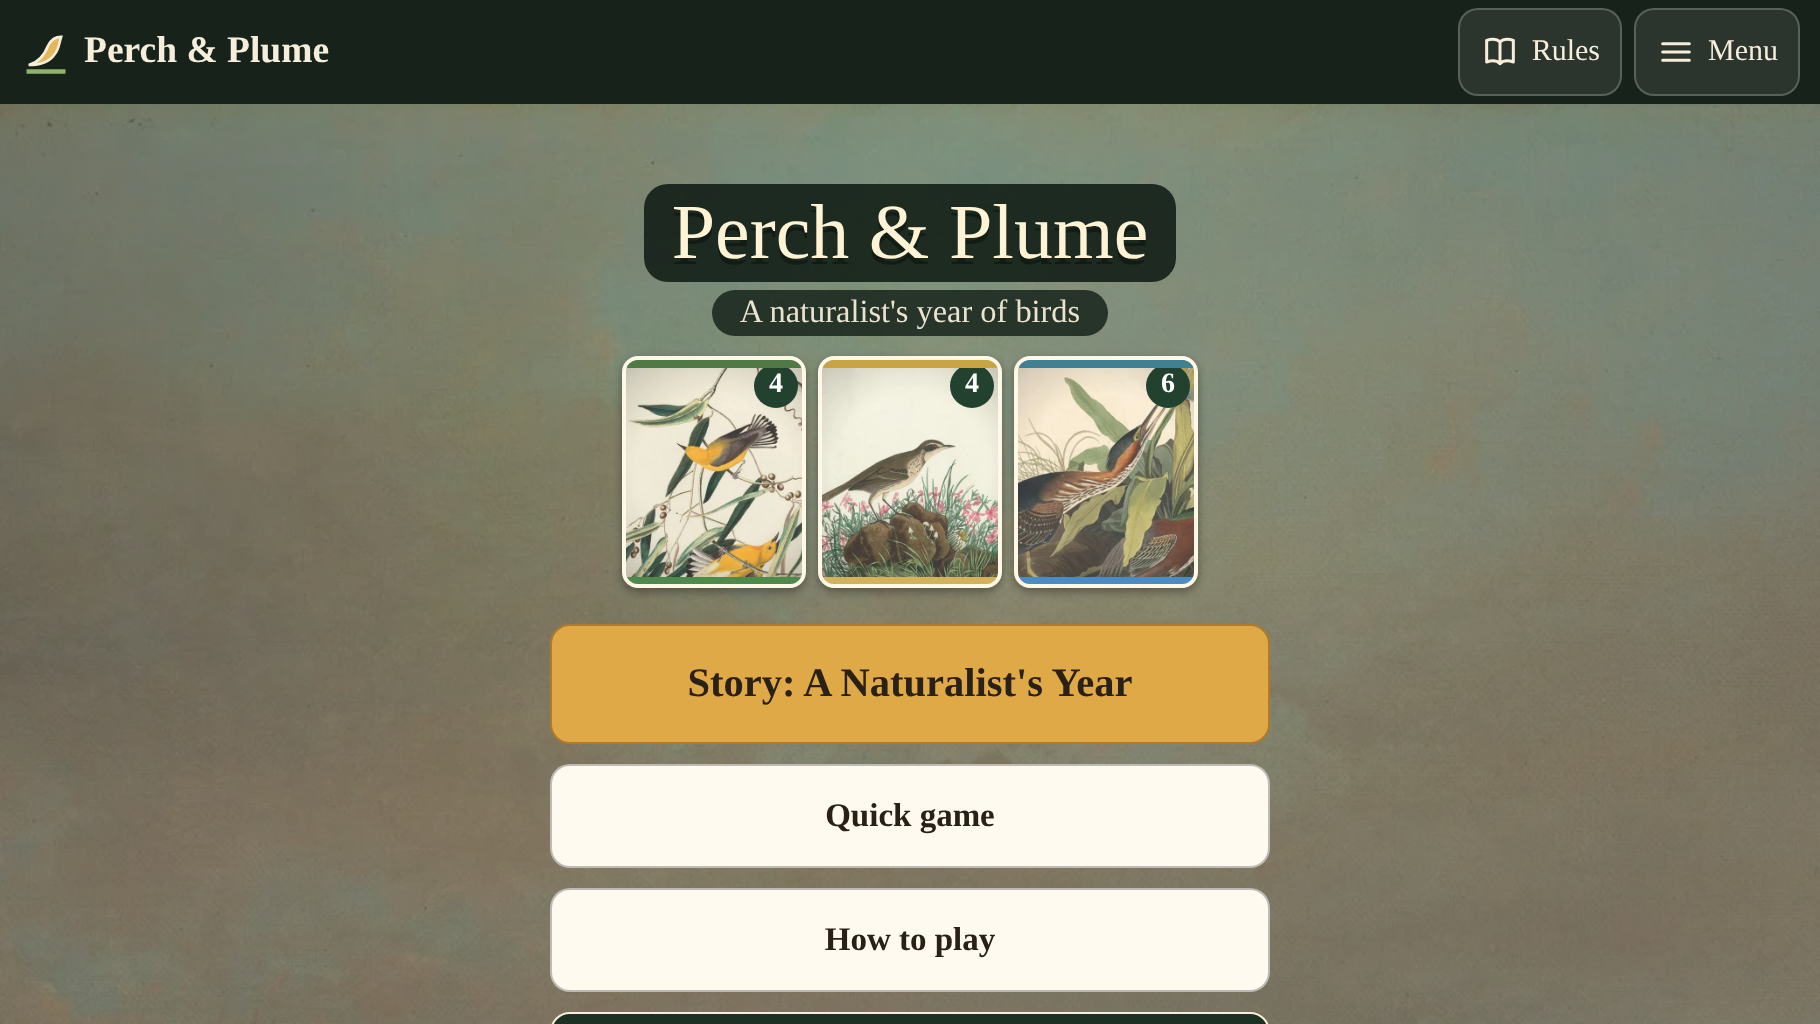 Perch & Plume
Rules
Menu
Perch & Plume
A naturalist's year of birds
4
4
6
Story: A Naturalist's Year
Quick game
How to play